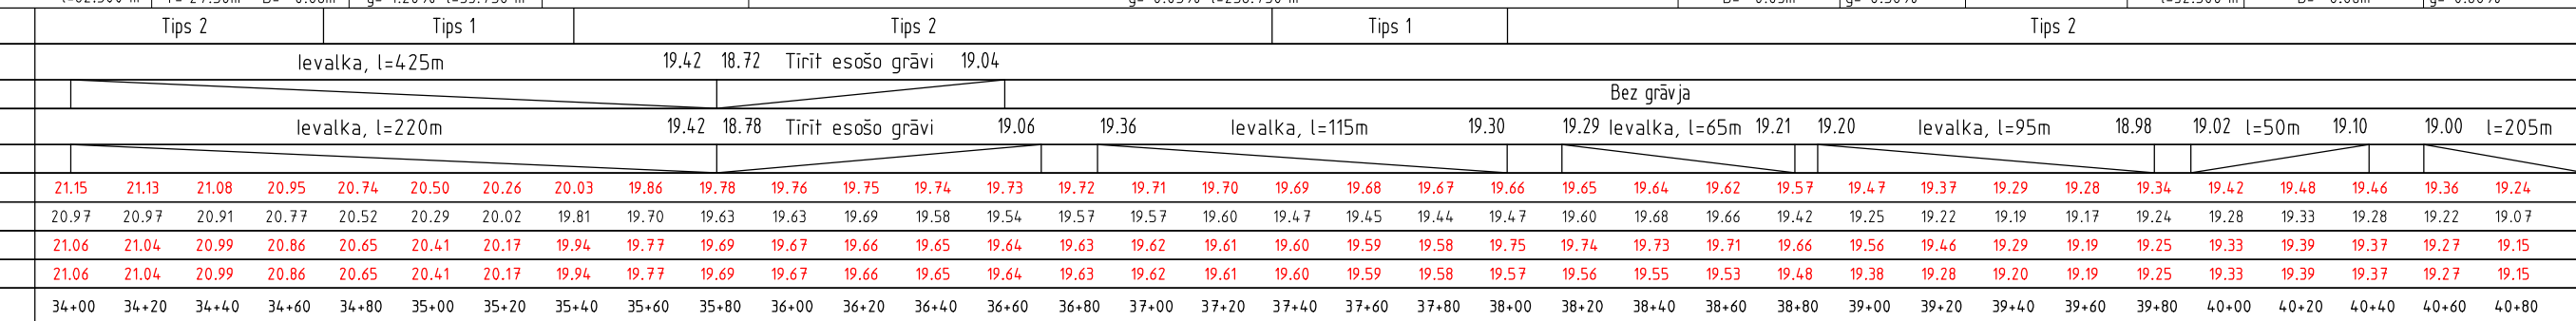 Tips 2 Tips 1 Tips 2 Tips 1 Tips 2
Ievalka, l=425m 19.42 18.72 Tīrīt esošo grāvi 19.04
Bez grāvja
Ievalka, l=220m 19.42 18.78 Tīrīt esošo grāvi 19.06 19.36 Ievalka, l=115m 19.30 19.29 Ievalka, l=65m 19.21 19.20 Ievalka, l=95m 18.98 19.02 l=50m 19.10 19.00 l=205m
21.15 21.13 21.08 20.95 20.74 20.50 20.26 20.03 19.86 19.78 19.76 19.75 19.74 19.73 19.72 19.71 19.70 19.69 19.68 19.67 19.66 19.65 19.64 19.62 19.57 19.47 19.37 19.29 19.28 19.34 19.42 19.48 19.46 19.36 19.24
20.97 20.97 20.91 20.77 20.52 20.29 20.02 19.81 19.70 19.63 19.63 19.69 19.58 19.54 19.57 19.57 19.60 19.47 19.45 19.44 19.47 19.60 19.68 19.66 19.42 19.25 19.22 19.19 19.17 19.24 19.28 19.33 19.28 19.22 19.07
21.06 21.04 20.99 20.86 20.65 20.41 20.17 19.94 19.77 19.69 19.67 19.66 19.65 19.64 19.63 19.62 19.61 19.60 19.59 19.58 19.75 19.74 19.73 19.71 19.66 19.56 19.46 19.29 19.19 19.25 19.33 19.39 19.37 19.27 19.15
21.06 21.04 20.99 20.86 20.65 20.41 20.17 19.94 19.77 19.69 19.67 19.66 19.65 19.64 19.63 19.62 19.61 19.60 19.59 19.58 19.57 19.56 19.55 19.53 19.48 19.38 19.28 19.20 19.19 19.25 19.33 19.39 19.37 19.27 19.15
34+00 34+20 34+40 34+60 34+80 35+00 35+20 35+40 35+60 35+80 36+00 36+20 36+40 36+60 36+80 37+00 37+20 37+40 37+60 37+80 38+00 38+20 38+40 38+60 38+80 39+00 39+20 39+40 39+60 39+80 40+00 40+20 40+40 40+60 40+80